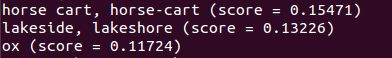 horse cart, horse-cart (score = 0.15471)
lakeside, lakeshore (score = 0.13226)
ox (score = 0.11724)